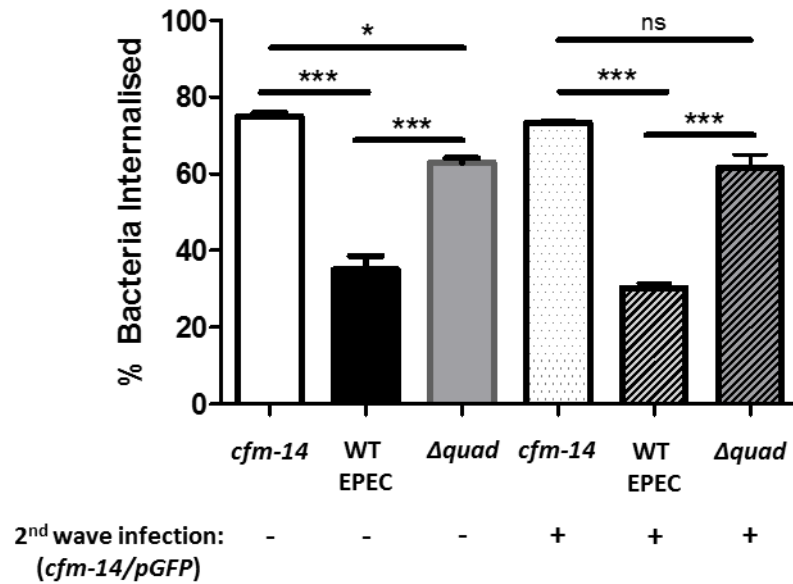 100
80
60
40
20
0
% Bacteria Internalised
*
***
***
ns
***
***
cfm-14 WT EPEC Δquad cfm-14 WT EPEC Δquad
2nd wave infection: - - - + + +
(cfm-14/pGFP)